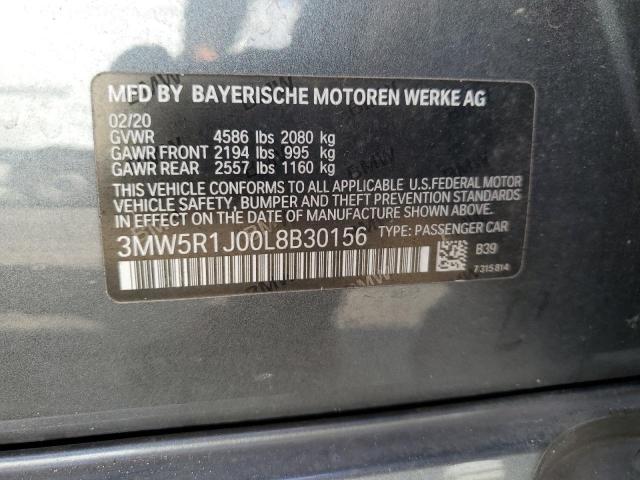 MFD BY BAYERISCHE MOTOREN WERKE AG
02/20
GVWR 4586 lbs 2080 kg
GAWR FRONT 2194 lbs 995 kg
GAWR REAR 2557 lbs 1160 kg
THIS VEHICLE CONFORMS TO ALL APPLICABLE U.S.FEDERAL MOTOR
VEHICLE SAFETY, BUMPER AND THEFT PREVENTION STANDARDS
IN EFFECT ON THE DATE OF MANUFACTURE SHOWN ABOVE.
3MW5R1J00L8B30156 TYPE: PASSENGER CAR
B39
7315814